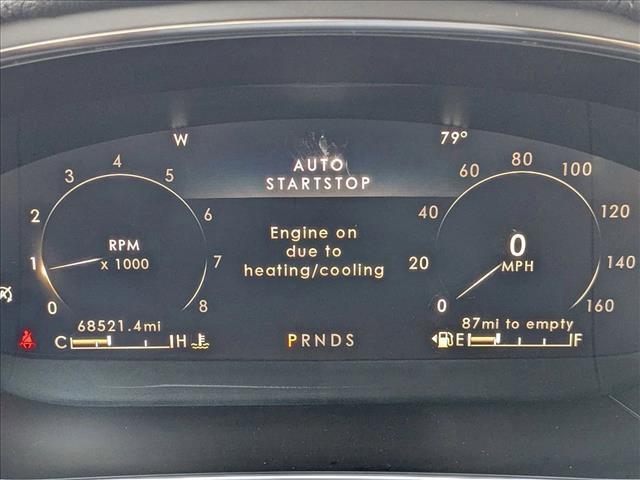 W
79°
AUTO
STARTSTOP
Engine on
due to
heating/cooling
0 1 2 3 4 5 6 7 8
RPM
x 1000
0 20 40 60 80 100 120 140 160
0
MPH
68521.4mi
C H
PRNDS
87mi to empty
E F